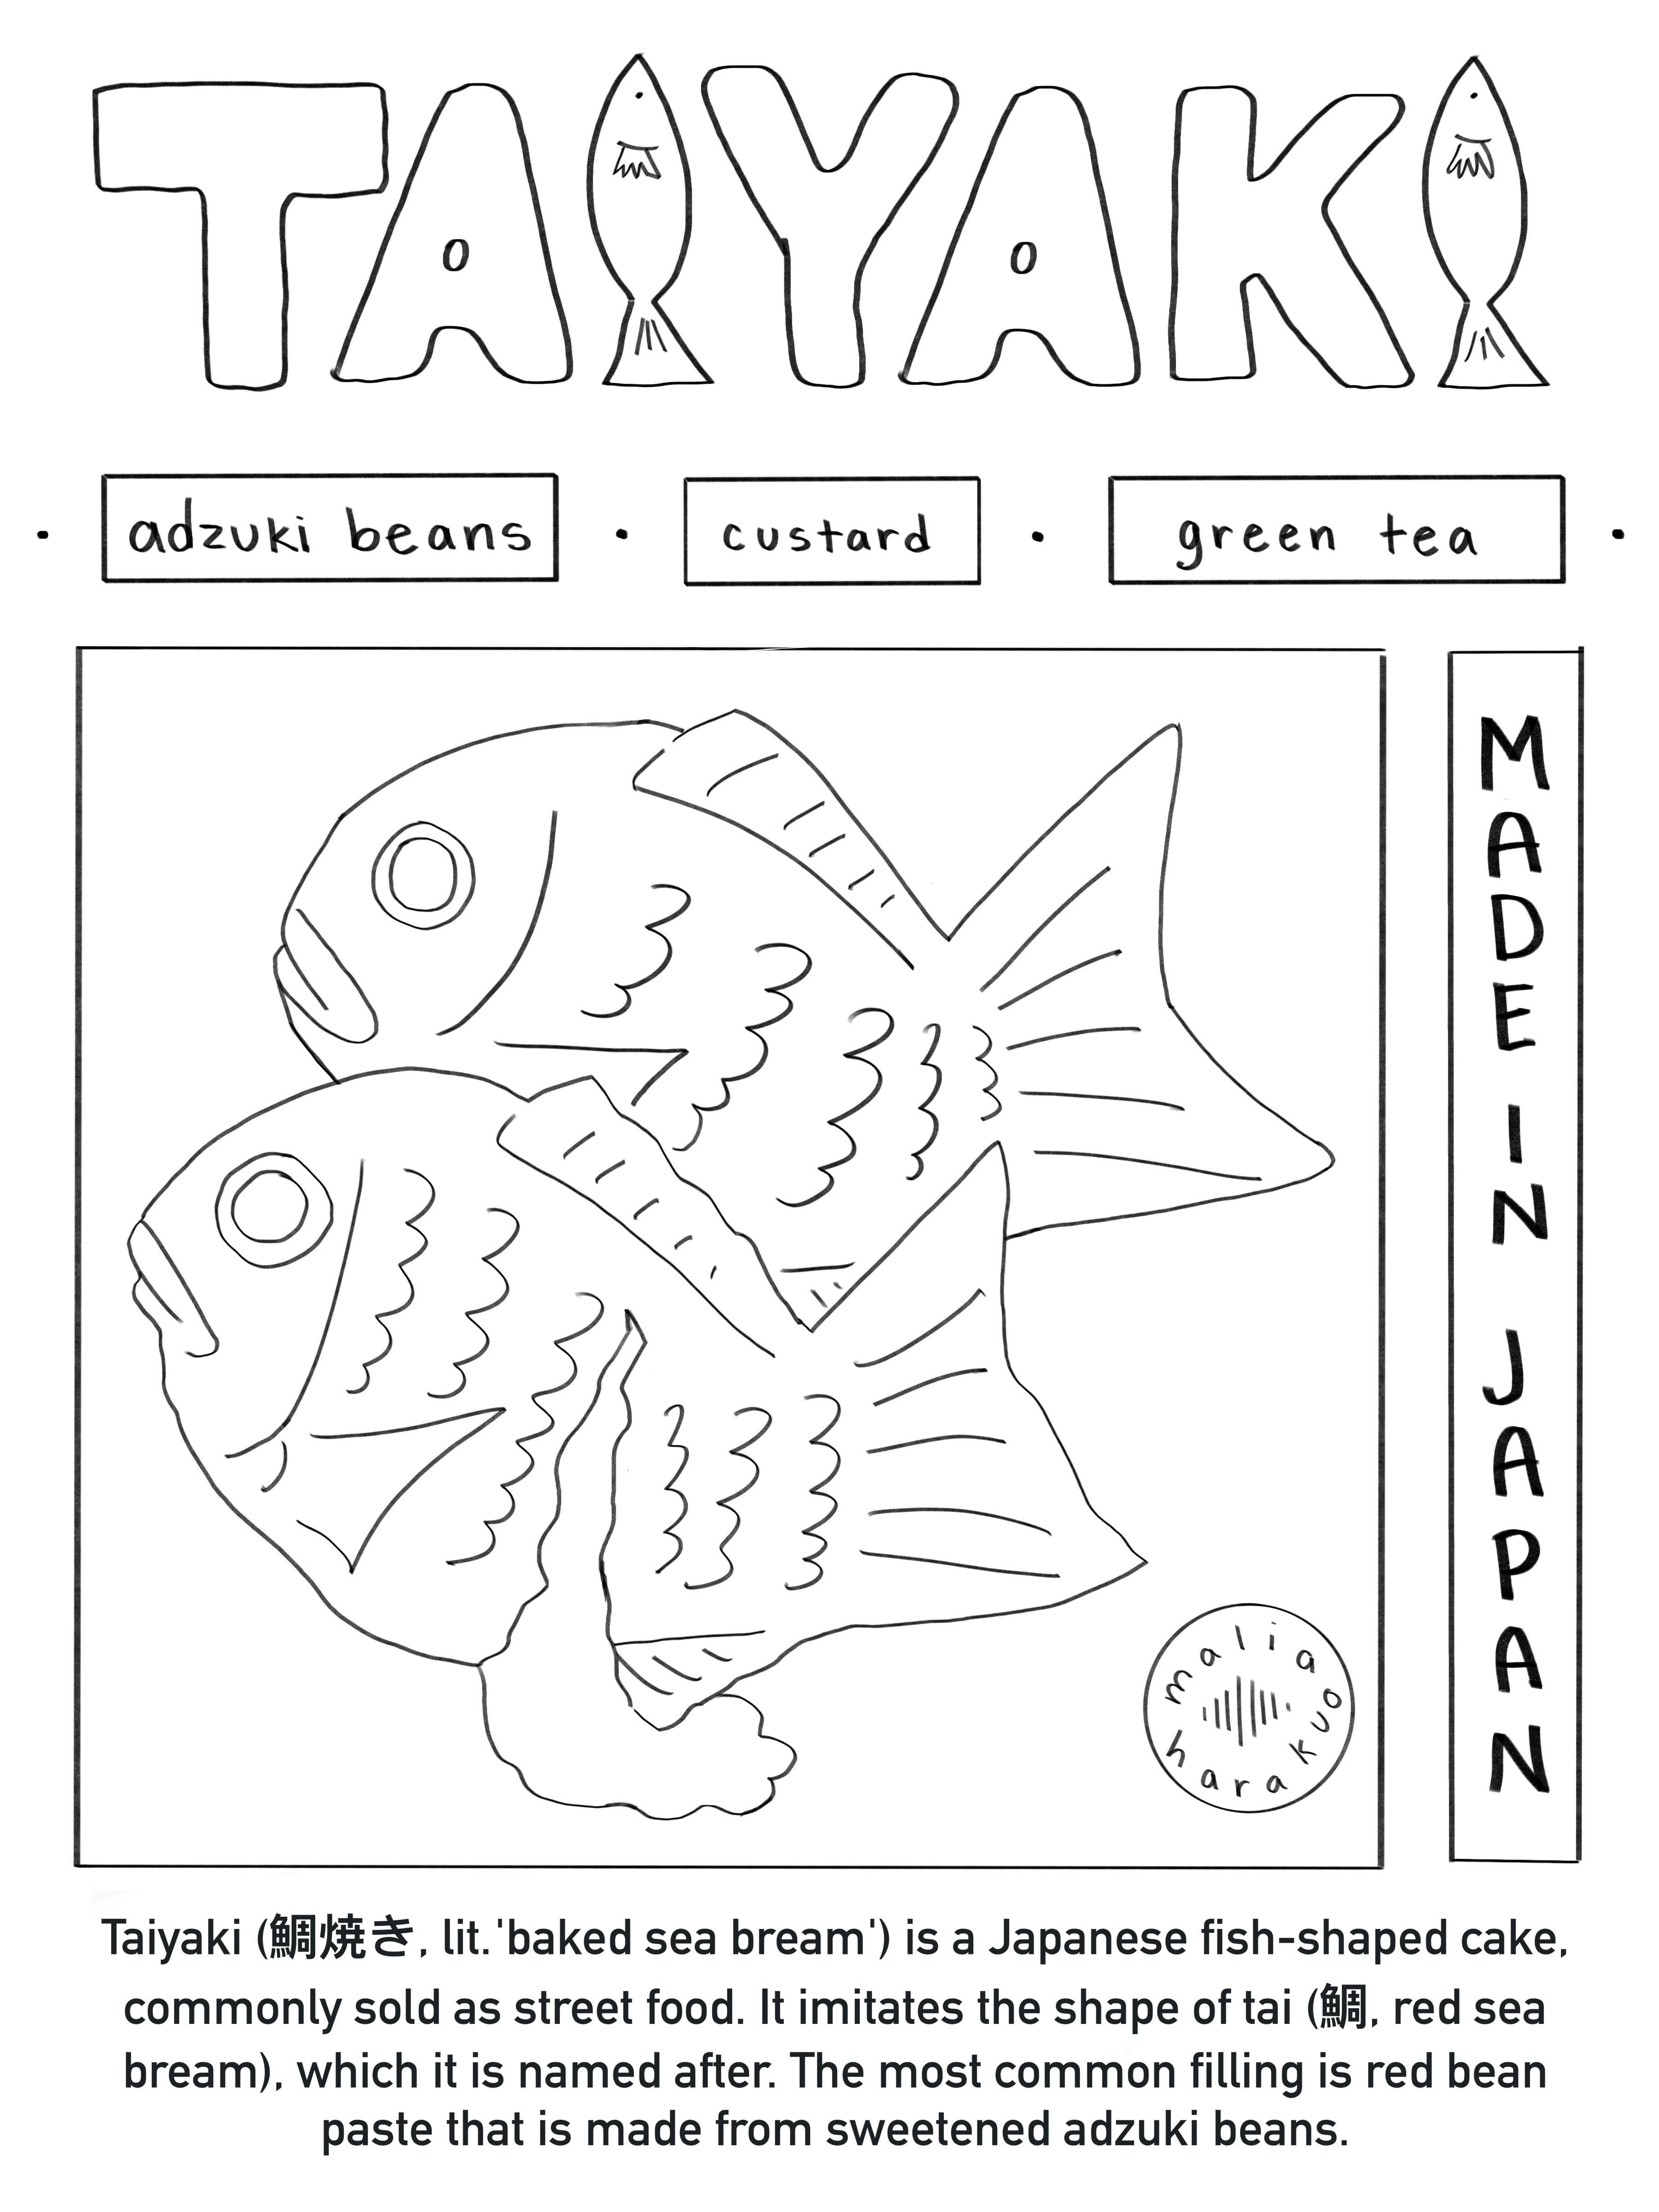 TAIYAKI
adzuki beans • custard • green tea
MADE IN JAPAN
malia harakuo
Taiyaki (鯛焼き, lit.'baked sea bream') is a Japanese fish-shaped cake,
commonly sold as street food. It imitates the shape of tai (鯛, red sea
bream), which it is named after. The most common filling is red bean
paste that is made from sweetened adzuki beans.